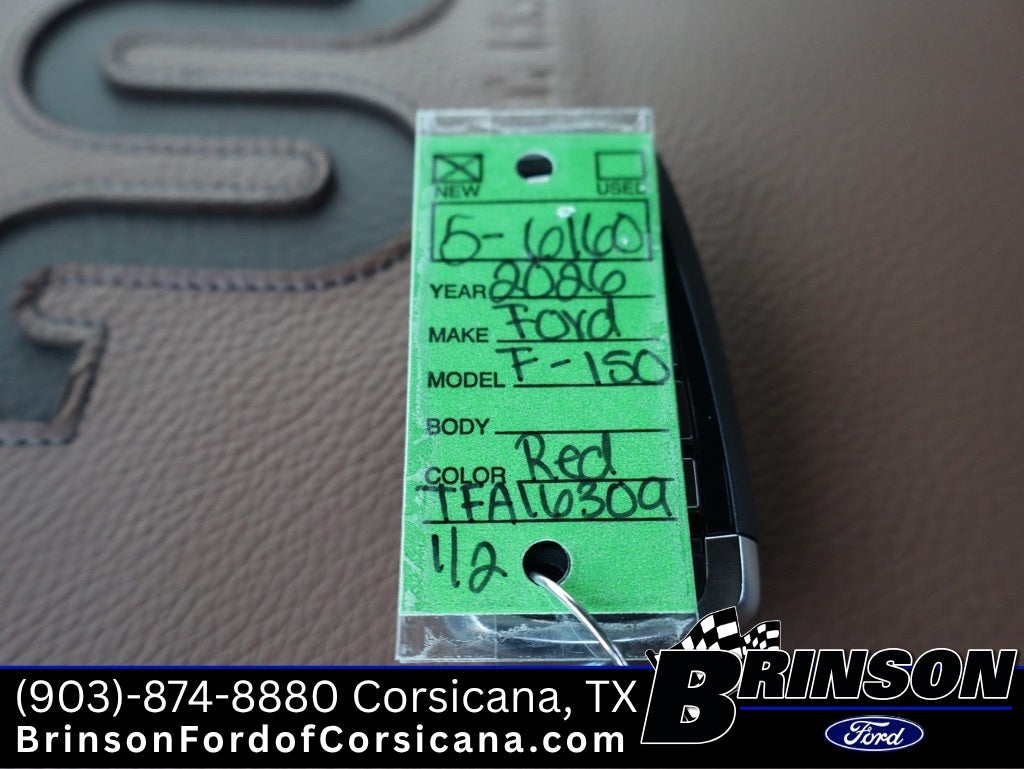 NEW USED
5-6160
YEAR 2026
MAKE Ford
MODEL F-150
BODY
COLOR Red
TFA16309
1/2
(903)-874-8880 Corsicana, TX
BrinsonFordofCorsicana.com
BRINSON
Ford